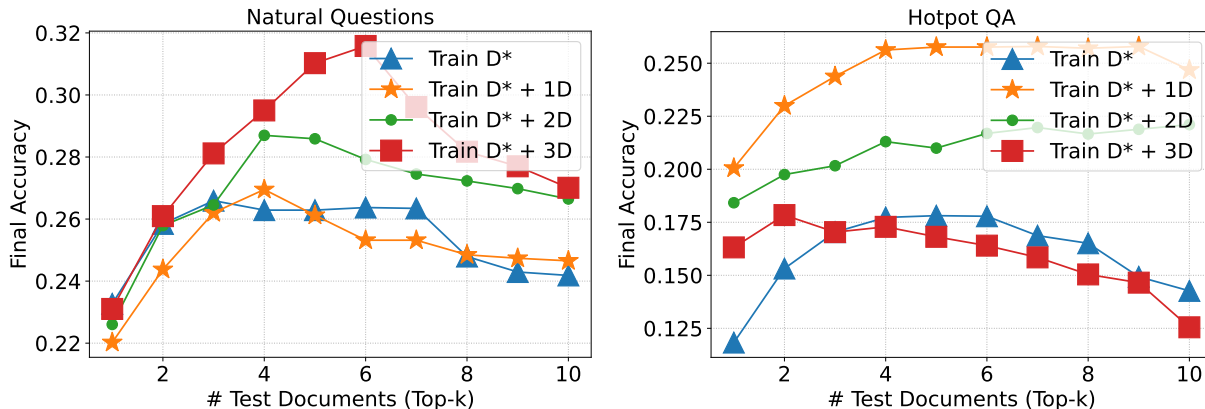 Natural Questions
Final Accuracy
0.32
0.30
0.28
0.26
0.24
0.22
2 4 6 8 10
# Test Documents (Top-k)
Train D*
Train D* + 1D
Train D* + 2D
Train D* + 3D
Hotpot QA
Final Accuracy
0.250
0.225
0.200
0.175
0.150
0.125
2 4 6 8 10
# Test Documents (Top-k)
Train D*
Train D* + 1D
Train D* + 2D
Train D* + 3D